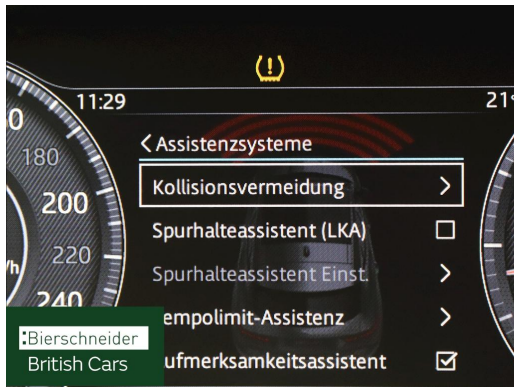 11:29
21°
0
180
200
220
240
Assistenzsysteme
Kollisionsvermeidung
Spurhalteassistent (LKA)
Spurhalteassistent Einst.
empolimit-Assistenz
ufmerksamkeitsassistent
Bierschneider
British Cars